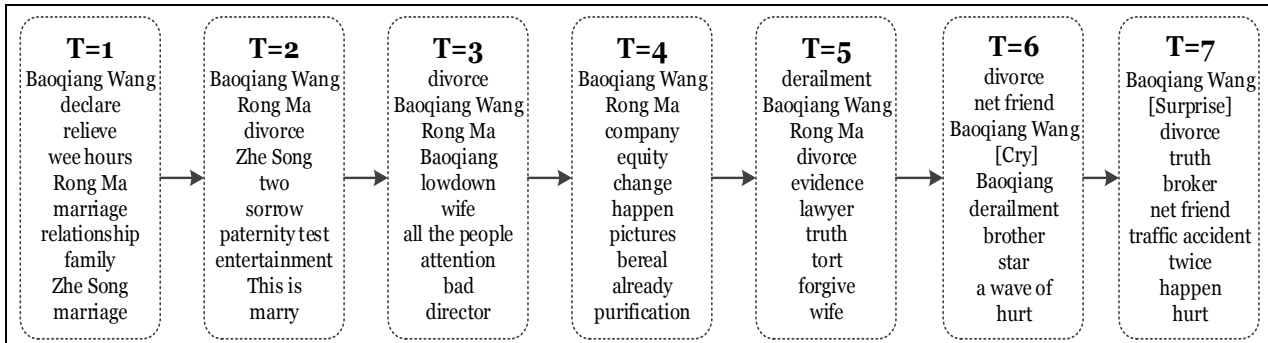 T=1
Baoqiang Wang
declare
relieve
wee hours
Rong Ma
marriage
relationship
family
Zhe Song
marriage
T=2
Baoqiang Wang
Rong Ma
divorce
Zhe Song
two
sorrow
paternity test
entertainment
This is
marry
T=3
divorce
Baoqiang Wang
Rong Ma
Baoqiang
lowdown
wife
all the people
attention
bad
director
T=4
Baoqiang Wang
Rong Ma
company
equity
change
happen
pictures
bereal
already
purification
T=5
derailment
Baoqiang Wang
Rong Ma
divorce
evidence
lawyer
truth
tort
forgive
wife
T=6
divorce
net friend
Baoqiang Wang
[Cry]
Baoqiang
derailment
brother
star
a wave of
hurt
T=7
Baoqiang Wang
[Surprise]
divorce
truth
broker
net friend
traffic accident
twice
happen
hurt